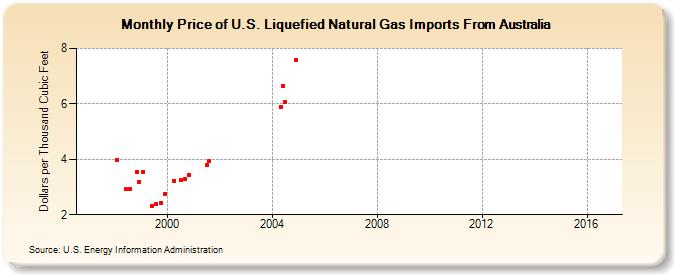 Monthly Price of U.S. Liquefied Natural Gas Imports From Australia
Dollars per Thousand Cubic Feet
8
6
4
2
2000 2004 2008 2012 2016
Source: U.S. Energy Information Administration